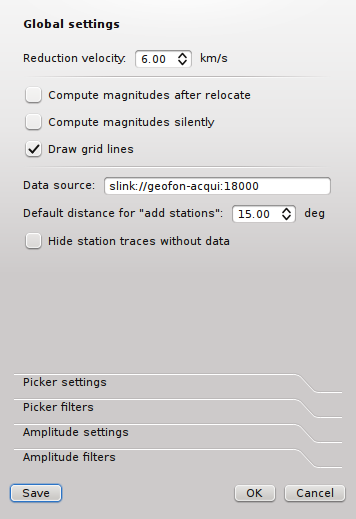 Global settings
Reduction velocity: 6.00 km/s
Compute magnitudes after relocate
Compute magnitudes silently
Draw grid lines
Data source: slink://geofon-acqui:18000
Default distance for "add stations": 15.00 deg
Hide station traces without data
Picker settings
Picker filters
Amplitude settings
Amplitude filters
Save OK Cancel